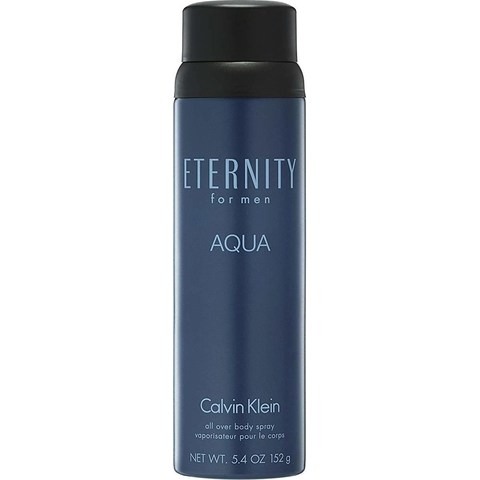 ETERNITY
for men
AQUA
Calvin Klein
all over body spray
vaporisateur pour le corps
NET WT. 5.4 OZ 152 g